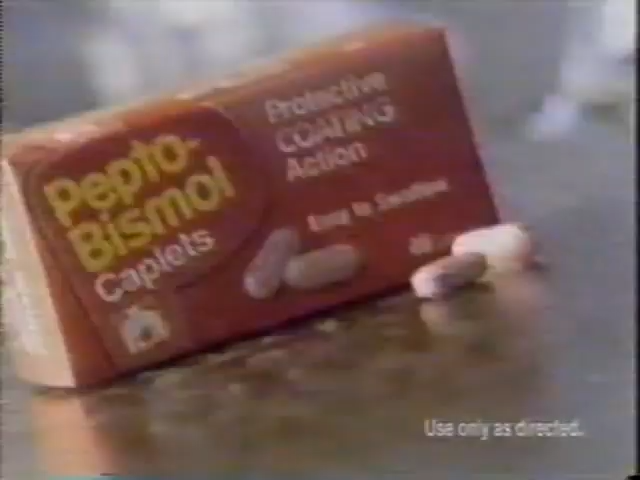 Pepto-
Bismol
Caplets
Protective
COATING
Action
Easy to Swallow
Use only as directed.